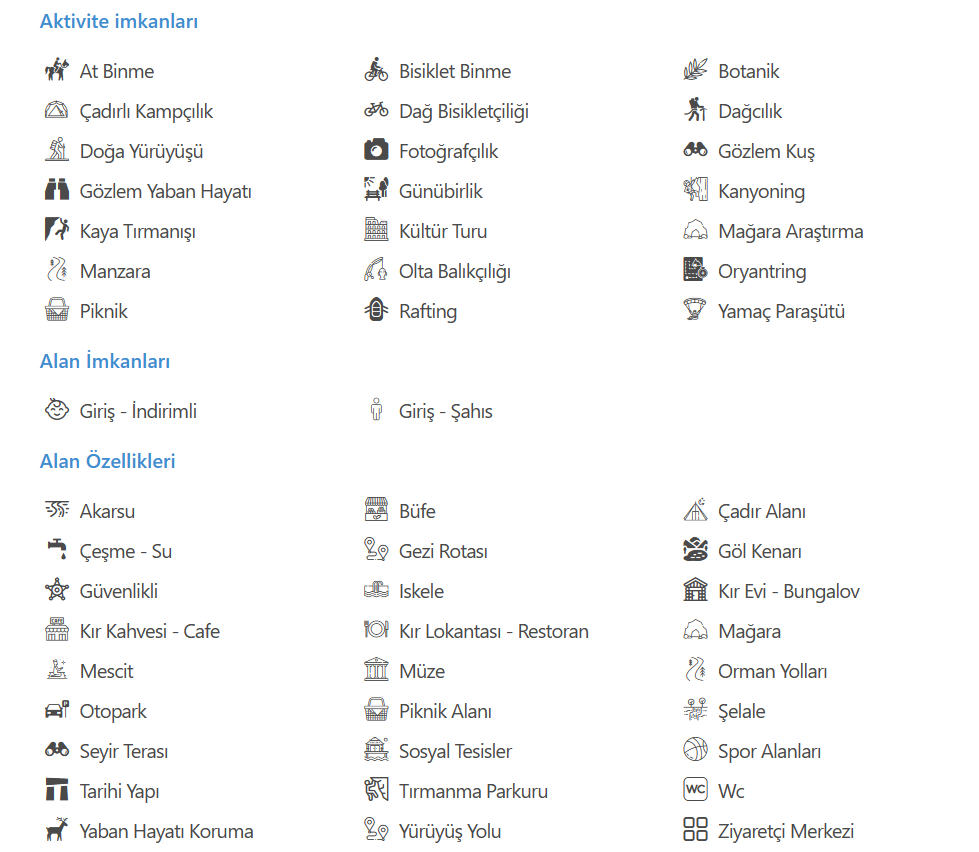 Aktivite imkanları
At Binme
Bisiklet Binme
Botanik
Çadırlı Kampçılık
Dağ Bisikletçiliği
Dağcılık
Doğa Yürüyüşü
Fotoğrafçılık
Gözlem Kuş
Gözlem Yaban Hayatı
Günübirlik
Kanyoning
Kaya Tırmanışı
Kültür Turu
Mağara Araştırma
Manzara
Olta Balıkçılığı
Oryantring
Piknik
Rafting
Yamaç Paraşütü
Alan İmkanları
Giriş - İndirimli
Giriş - Şahıs
Alan Özellikleri
Akarsu
Büfe
Çadır Alanı
Çeşme - Su
Gezi Rotası
Göl Kenarı
Güvenlikli
Iskele
Kır Evi - Bungalov
Kır Kahvesi - Cafe
Kır Lokantası - Restoran
Mağara
Mescit
Müze
Orman Yolları
Otopark
Piknik Alanı
Şelale
Seyir Terası
Sosyal Tesisler
Spor Alanları
Tarihi Yapı
Tırmanma Parkuru
WC Wc
Yaban Hayatı Koruma
Yürüyüş Yolu
Ziyaretçi Merkezi